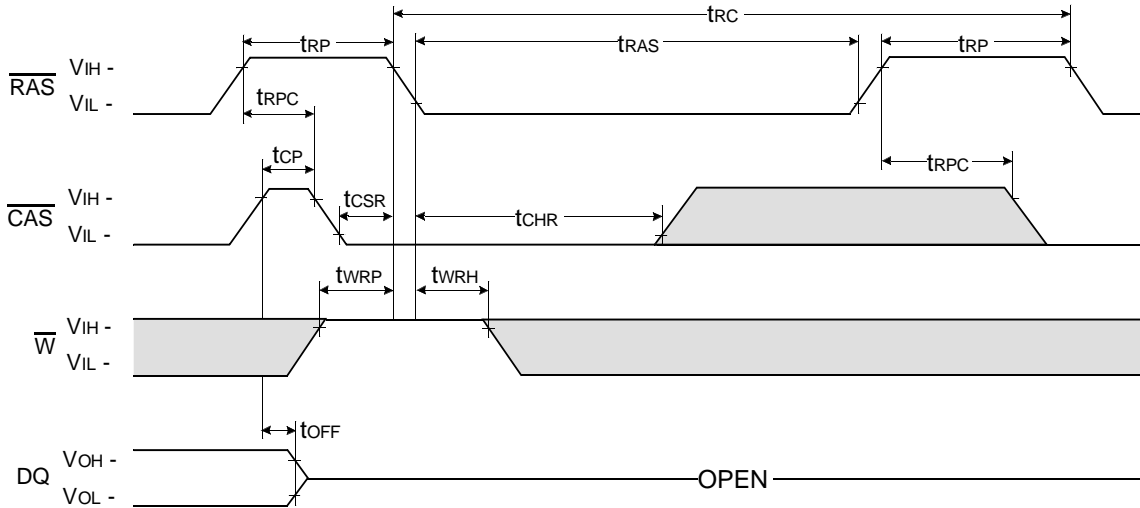 tRC
tRP
tRAS
tRP
RAS
VIH -
VIL -
tRPC
tCP
tRPC
CAS
VIH -
VIL -
tCSR
tCHR
tWRP
tWRH
W
VIH -
VIL -
tOFF
DQ
VOH -
VOL -
OPEN